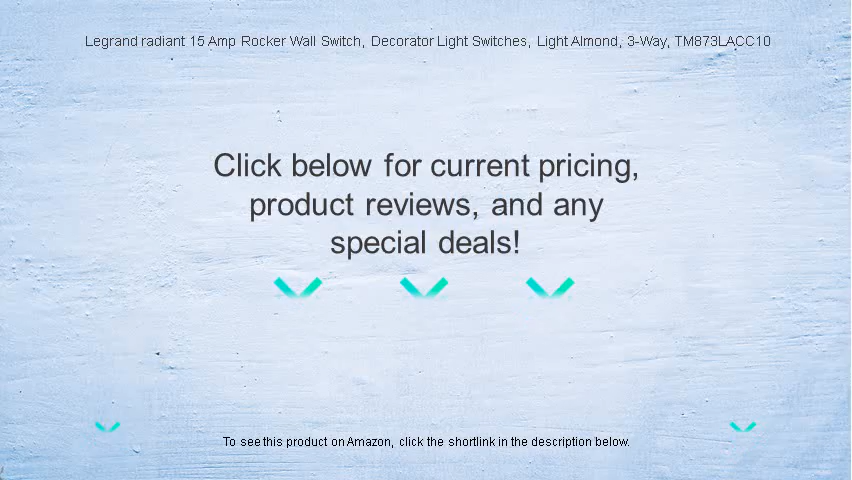 Legrand radiant 15 Amp Rocker Wall Switch, Decorator Light Switches, Light Almond, 3-Way, TM873LACC10
Click below for current pricing,
product reviews, and any
special deals!
To see this product on Amazon, click the shortlink in the description below.